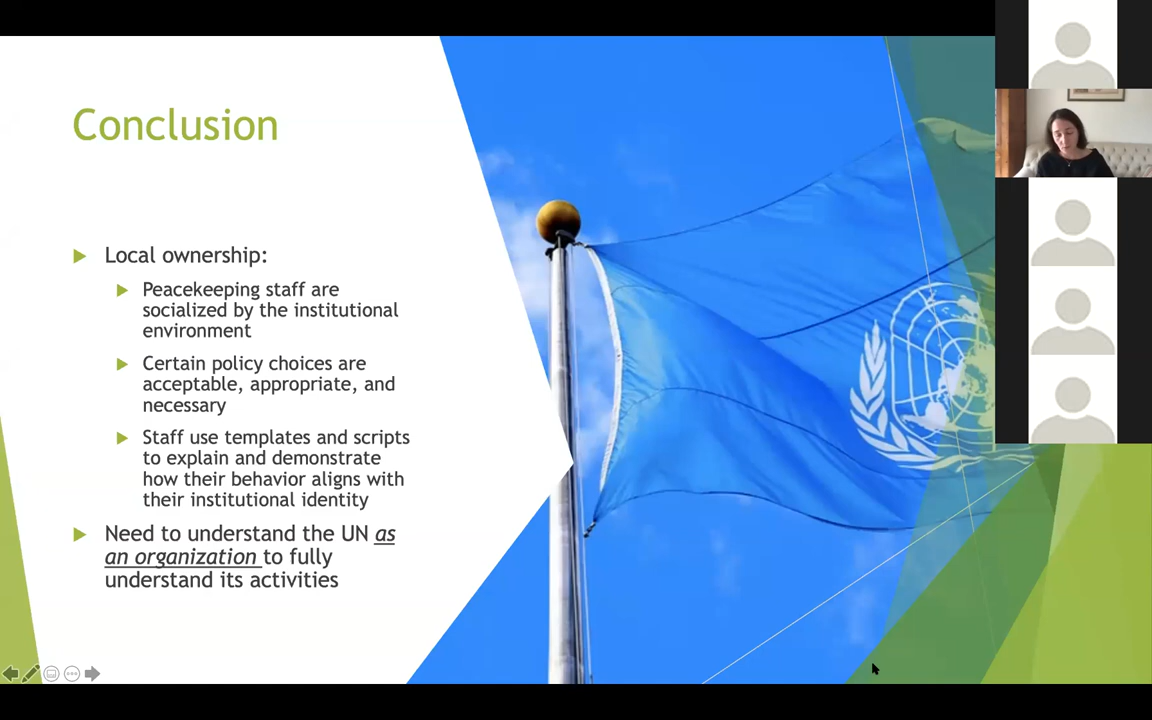 Conclusion
Local ownership:
Peacekeeping staff are
socialized by the institutional
environment
Certain policy choices are
acceptable, appropriate, and
necessary
Staff use templates and scripts
to explain and demonstrate
how their behavior aligns with
their institutional identity
Need to understand the UN as
an organization to fully
understand its activities